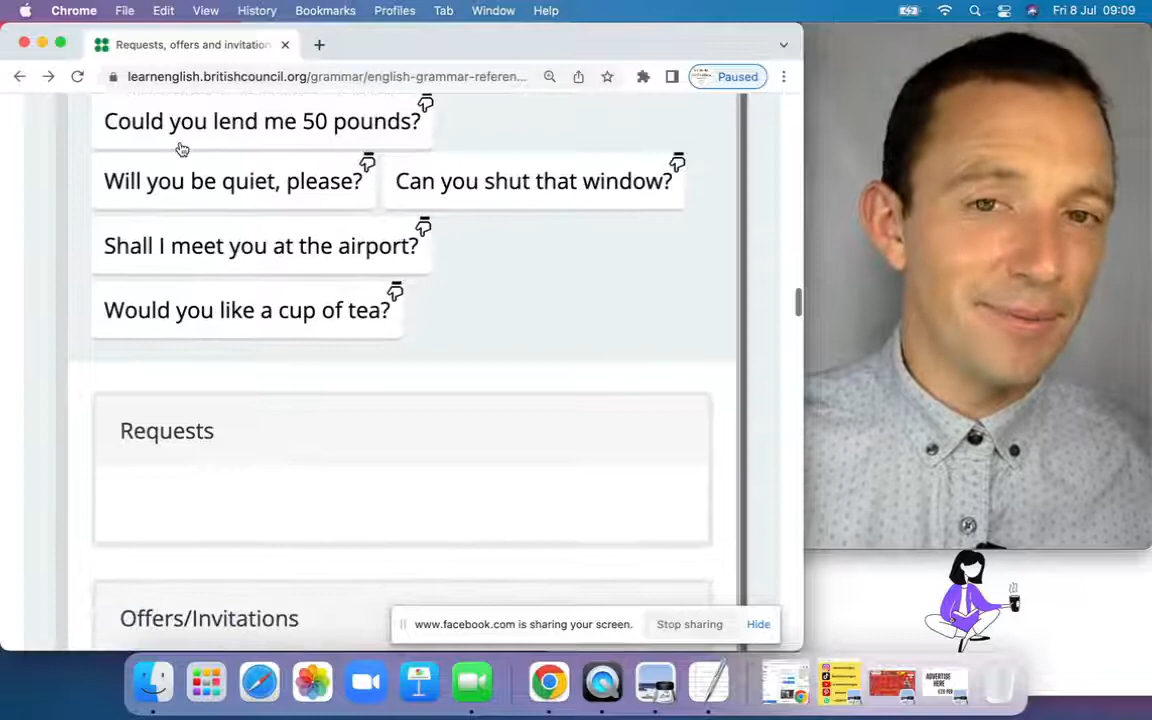 Chrome File Edit View History Bookmarks Profiles Tab Window Help Fri 8 Jul 09:09
Requests, offers and invitation
learnenglish.britishcouncil.org/grammar/english-grammar-referen... Paused
Could you lend me 50 pounds?
Will you be quiet, please? Can you shut that window?
Shall I meet you at the airport?
Would you like a cup of tea?
Requests
Offers/Invitations
www.facebook.com is sharing your screen. Stop sharing Hide
ADVERTISE
HERE